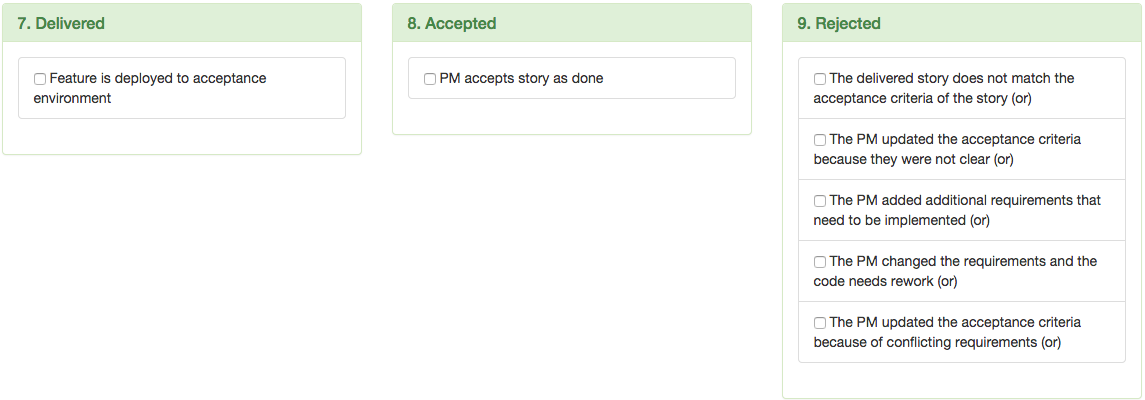 7. Delivered
Feature is deployed to acceptance
environment
8. Accepted
PM accepts story as done
9. Rejected
The delivered story does not match the
acceptance criteria of the story (or)
The PM updated the acceptance criteria
because they were not clear (or)
The PM added additional requirements that
need to be implemented (or)
The PM changed the requirements and the
code needs rework (or)
The PM updated the acceptance criteria
because of conflicting requirements (or)